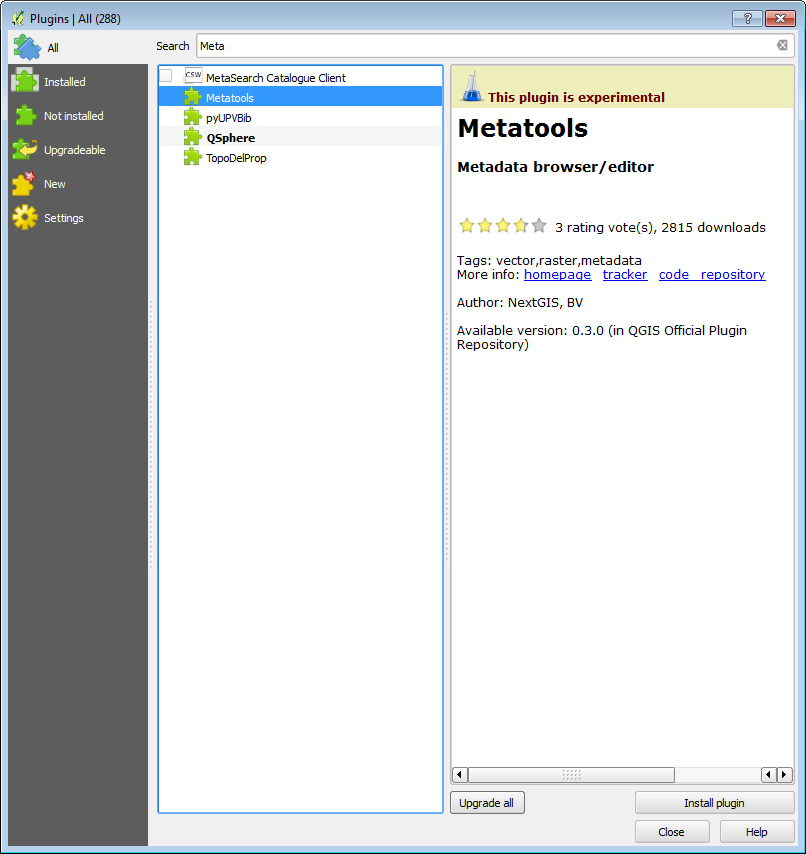 Plugins | All (288)
?
All
Search
Meta
Installed
Not installed
Upgradeable
New
Settings
CSW MetaSearch Catalogue Client
Metatools
pyUPVBib
QSphere
TopoDelProp
This plugin is experimental
Metatools
Metadata browser/editor
3 rating vote(s), 2815 downloads
Tags: vector,raster,metadata
More info: homepage tracker code_repository
Author: NextGIS, BV
Available version: 0.3.0 (in QGIS Official Plugin
Repository)
Upgrade all
Install plugin
Close
Help